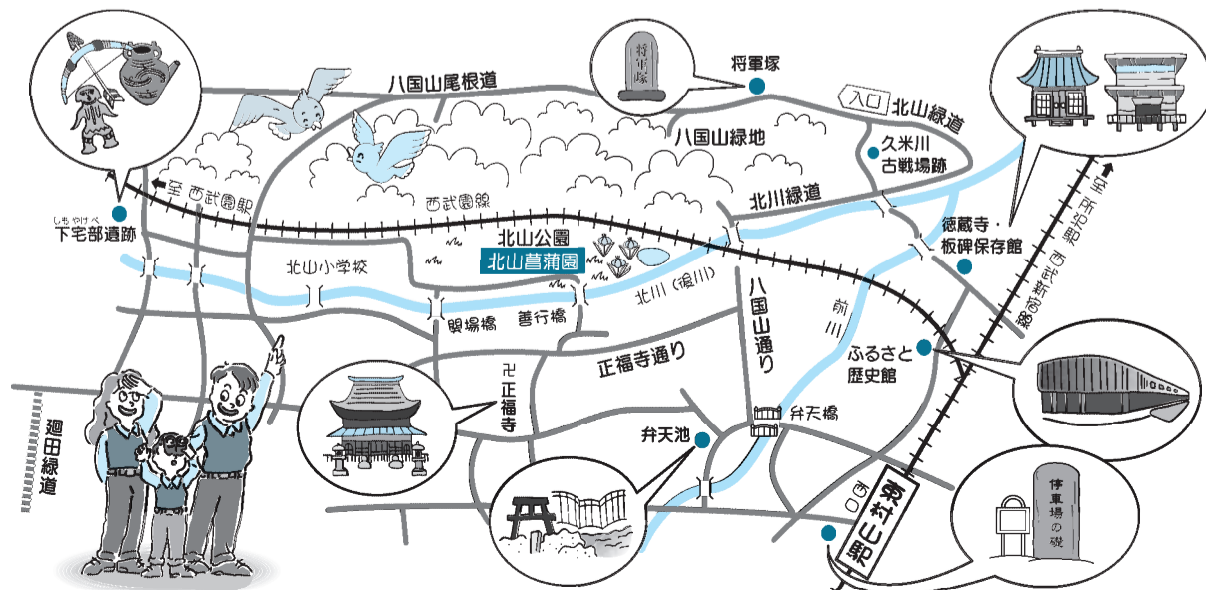 将軍塚
将軍塚
八国山尾根道
入口
北山緑道
八国山緑地
久米川
古戦場跡
至 西武園駅
西武園線
北川緑道
至 所沢駅
西武新宿線
しもやけべ
下宅部遺跡
徳蔵寺・
板碑保存館
北山公園
北山菖蒲園
北山小学校
北川(後川)
前川
八国山通り
関場橋
善行橋
正福寺通り
ふるさと
歴史館
卍正福寺
弁天池
弁天橋
廻田緑道
西口
東村山駅
停車場の礎